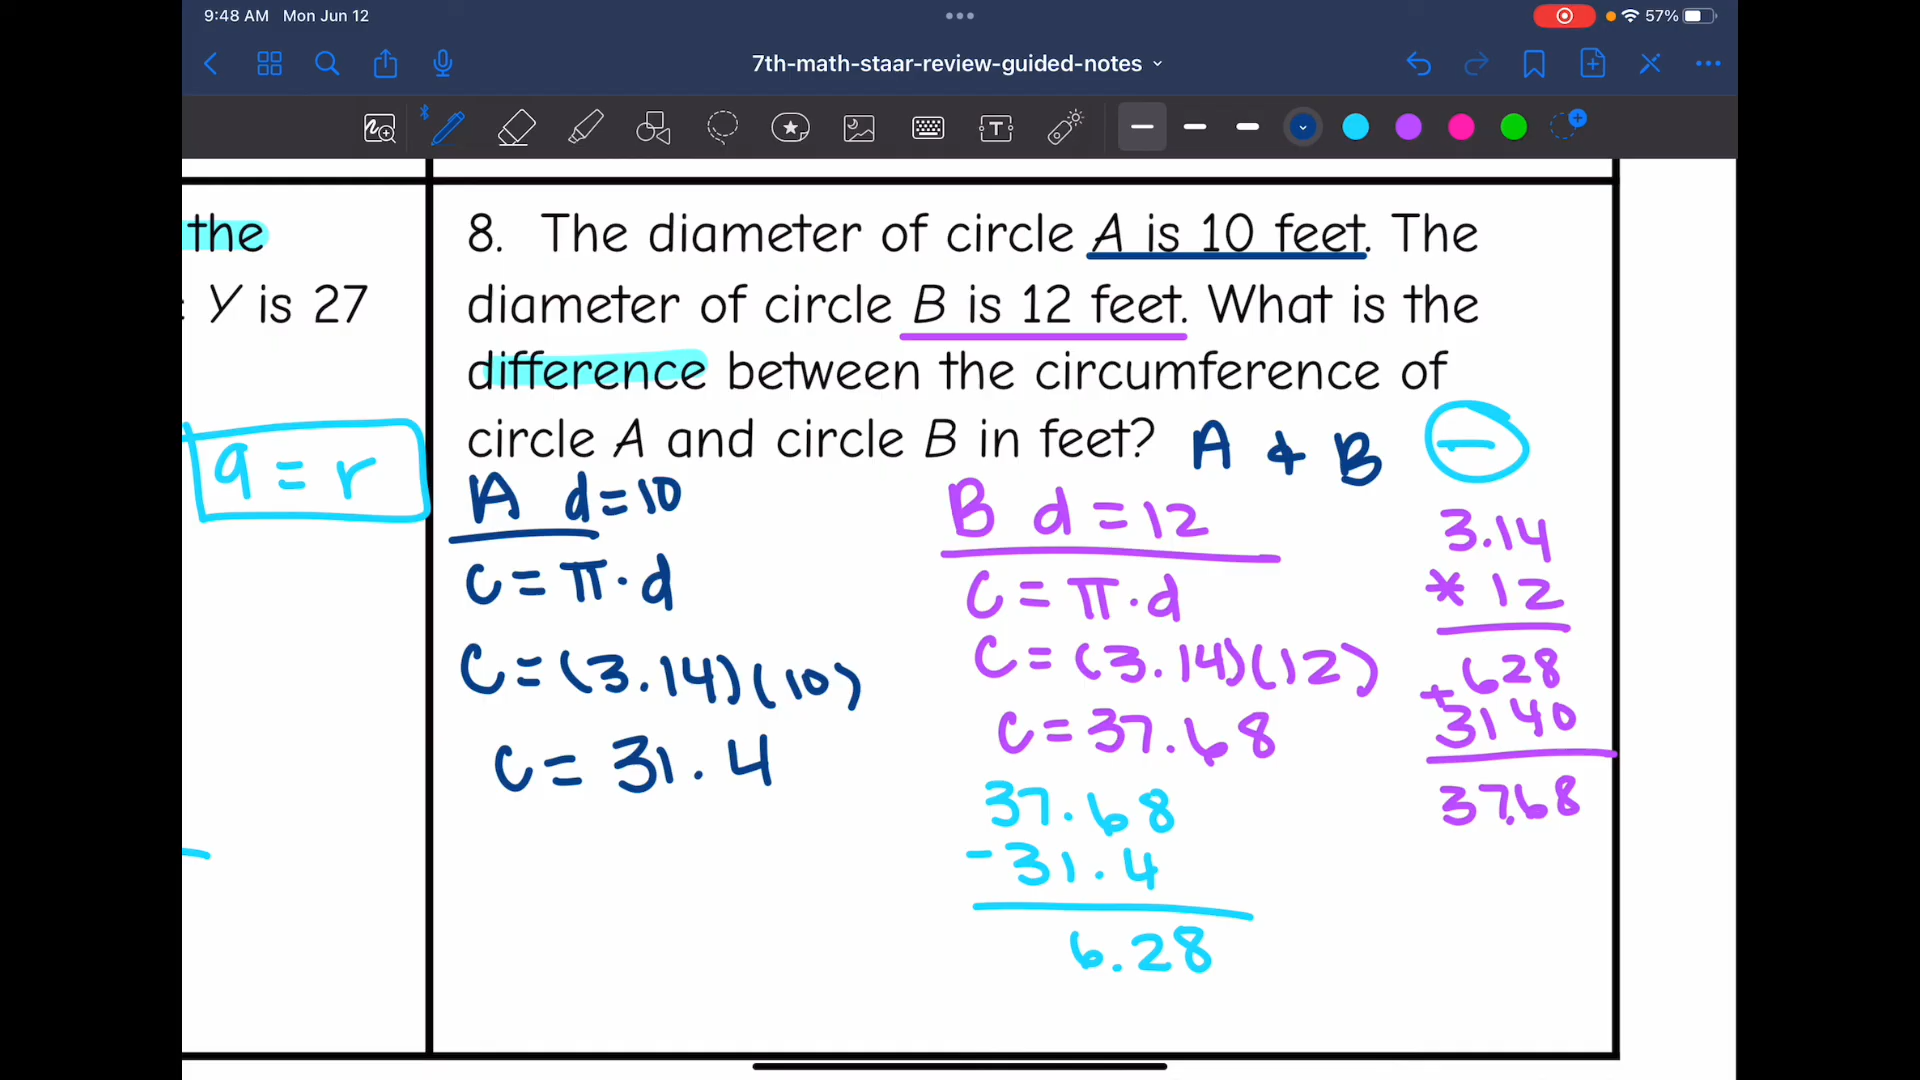 9:48 AM Mon Jun 12
57%
7th-math-staar-review-guided-notes
T
the
Y is 27
9 = r
8. The diameter of circle A is 10 feet. The
diameter of circle B is 12 feet. What is the
difference between the circumference of
circle A and circle B in feet? A & B −
A d=10
C = π · d
C = (3.14)(10)
C = 31.4
B d = 12
C = π · d
C = (3.14)(12)
C = 37.68
37.68
- 31.4
6.28
3.14
* 12
628
+ 3140
37.68